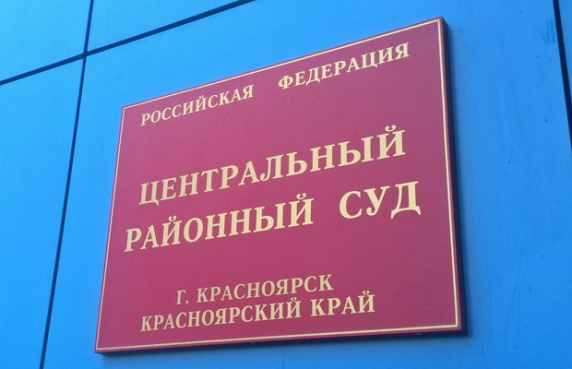 РОССИЙСКАЯ ФЕДЕРАЦИЯ
ЦЕНТРАЛЬНЫЙ
РАЙОННЫЙ СУД
Г. КРАСНОЯРСК
КРАСНОЯРСКИЙ КРАЙ